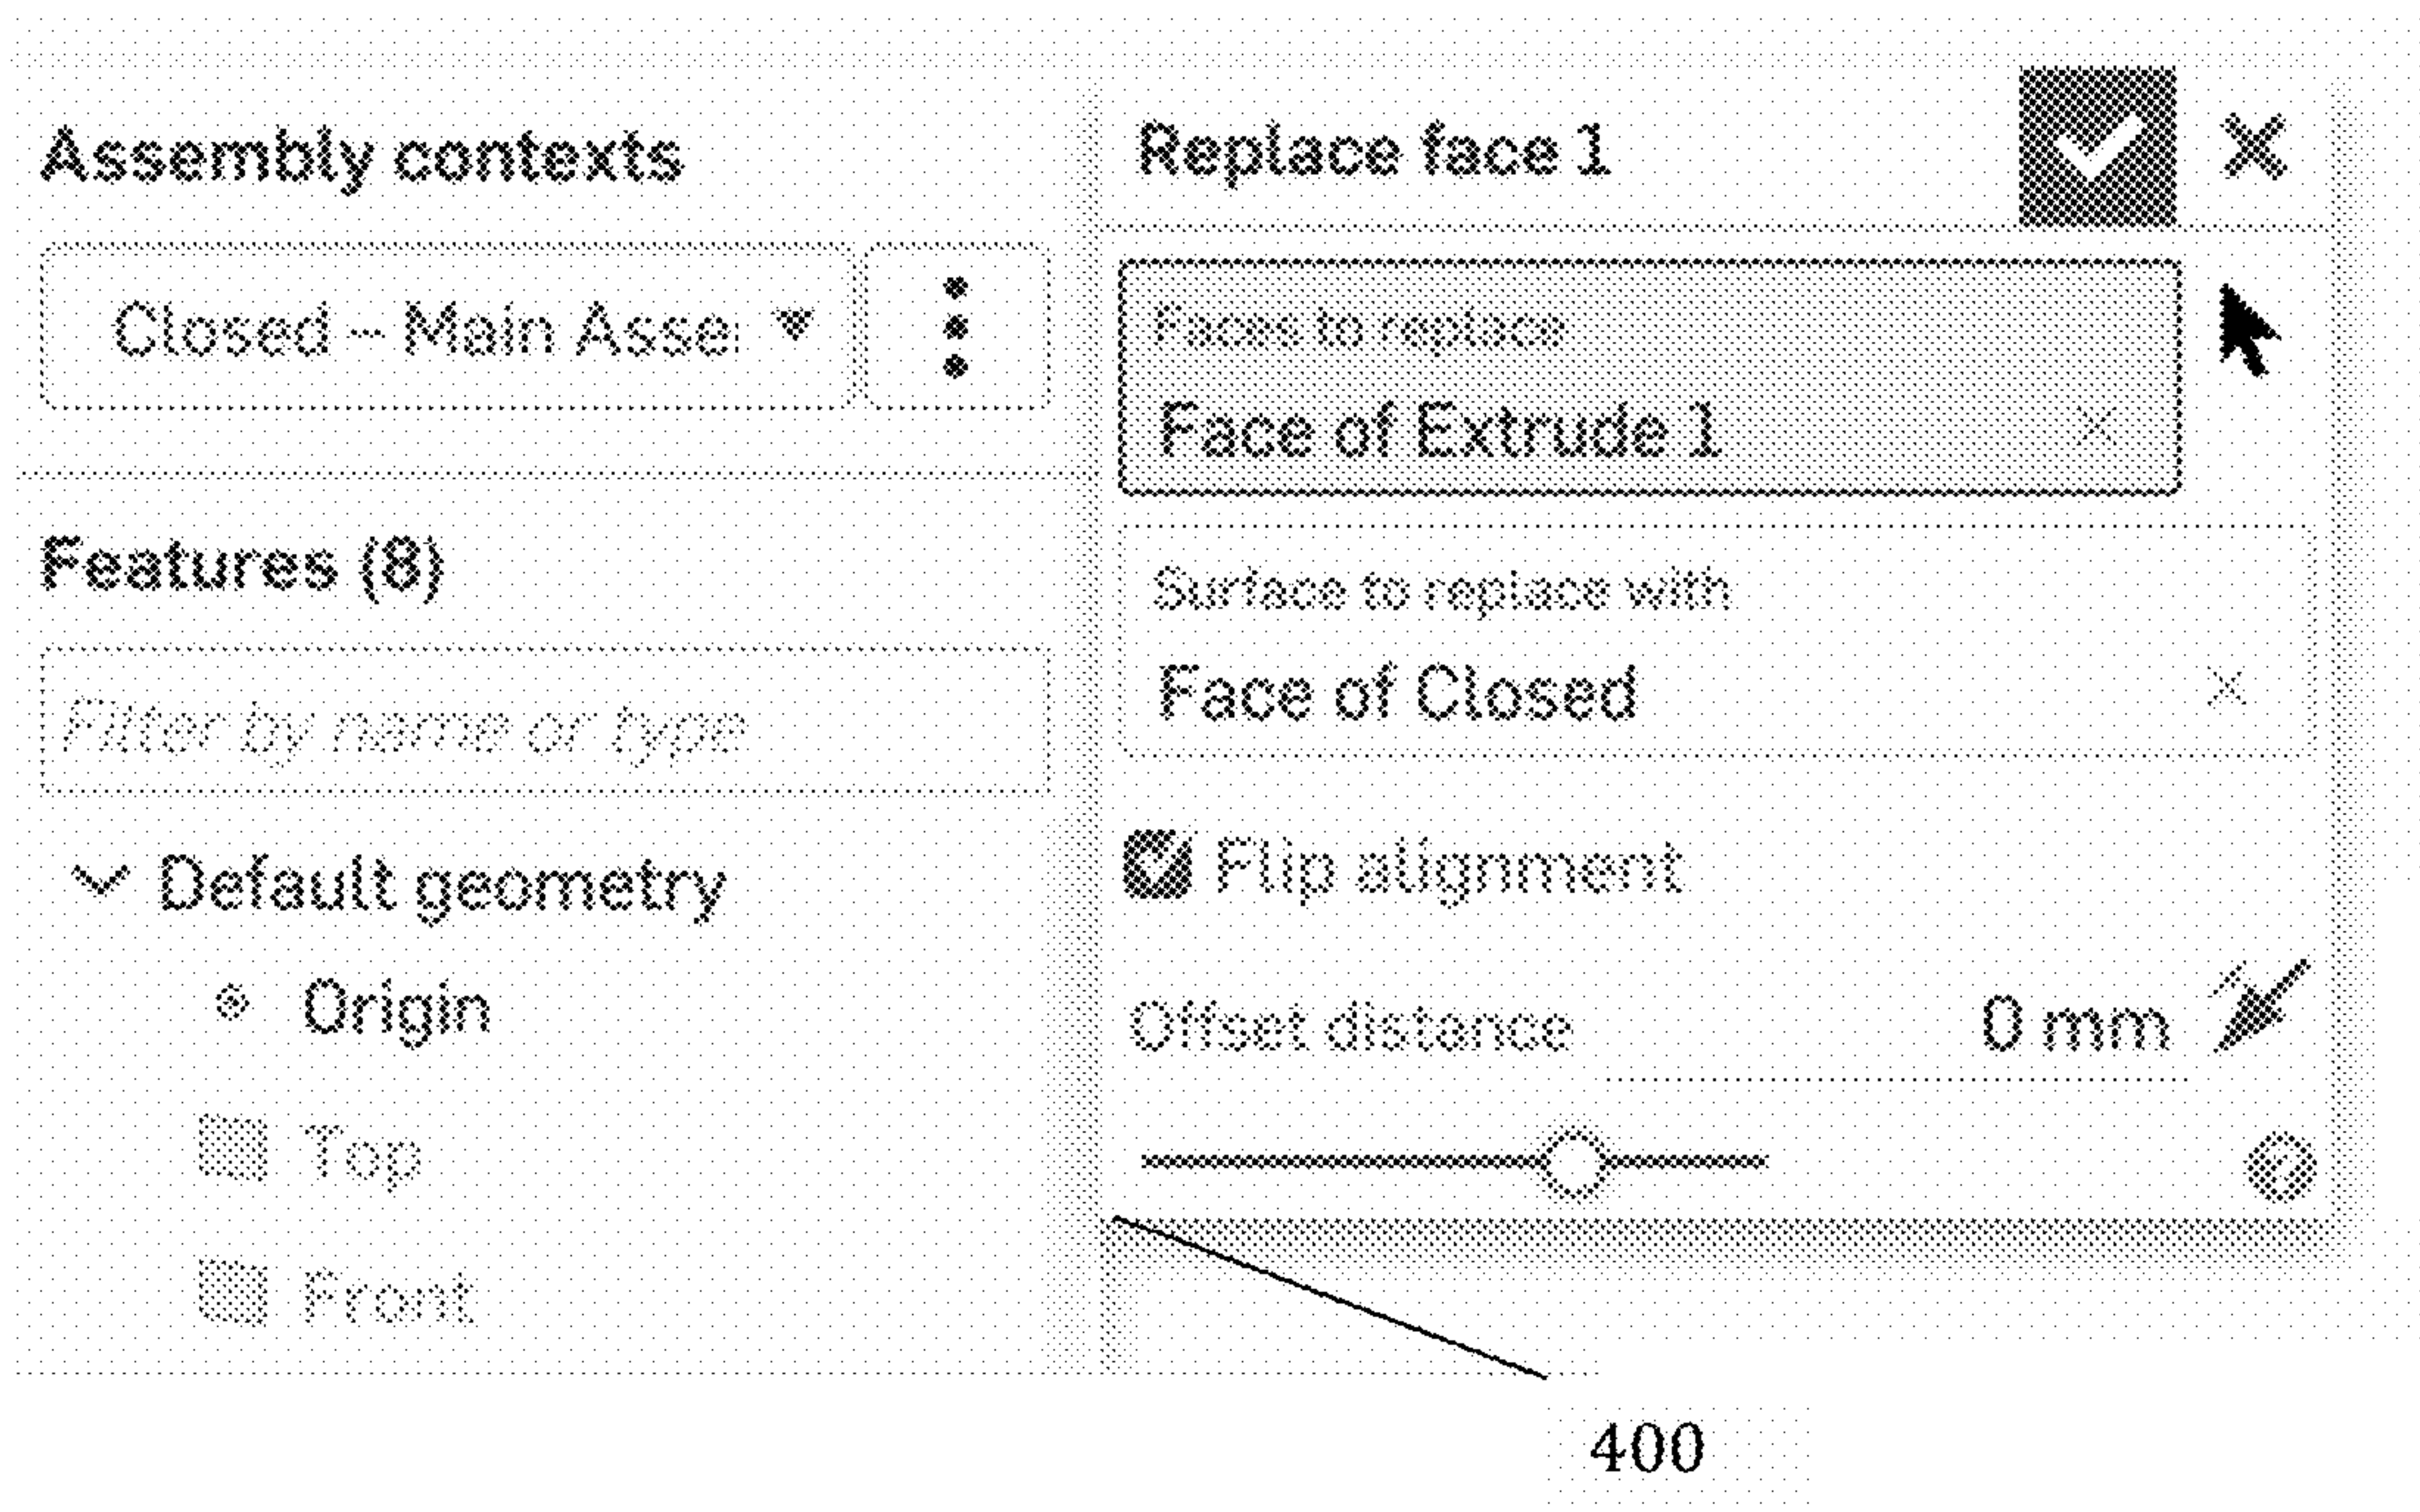 Assembly contexts
Closed – Main Asse
Features (8)
Filter by name or type
Default geometry
Origin
Top
Front
Replace face 1
Faces to replace
Face of Extrude 1
Surface to replace with
Face of Closed
Flip alignment
Offset distance 0 mm
400